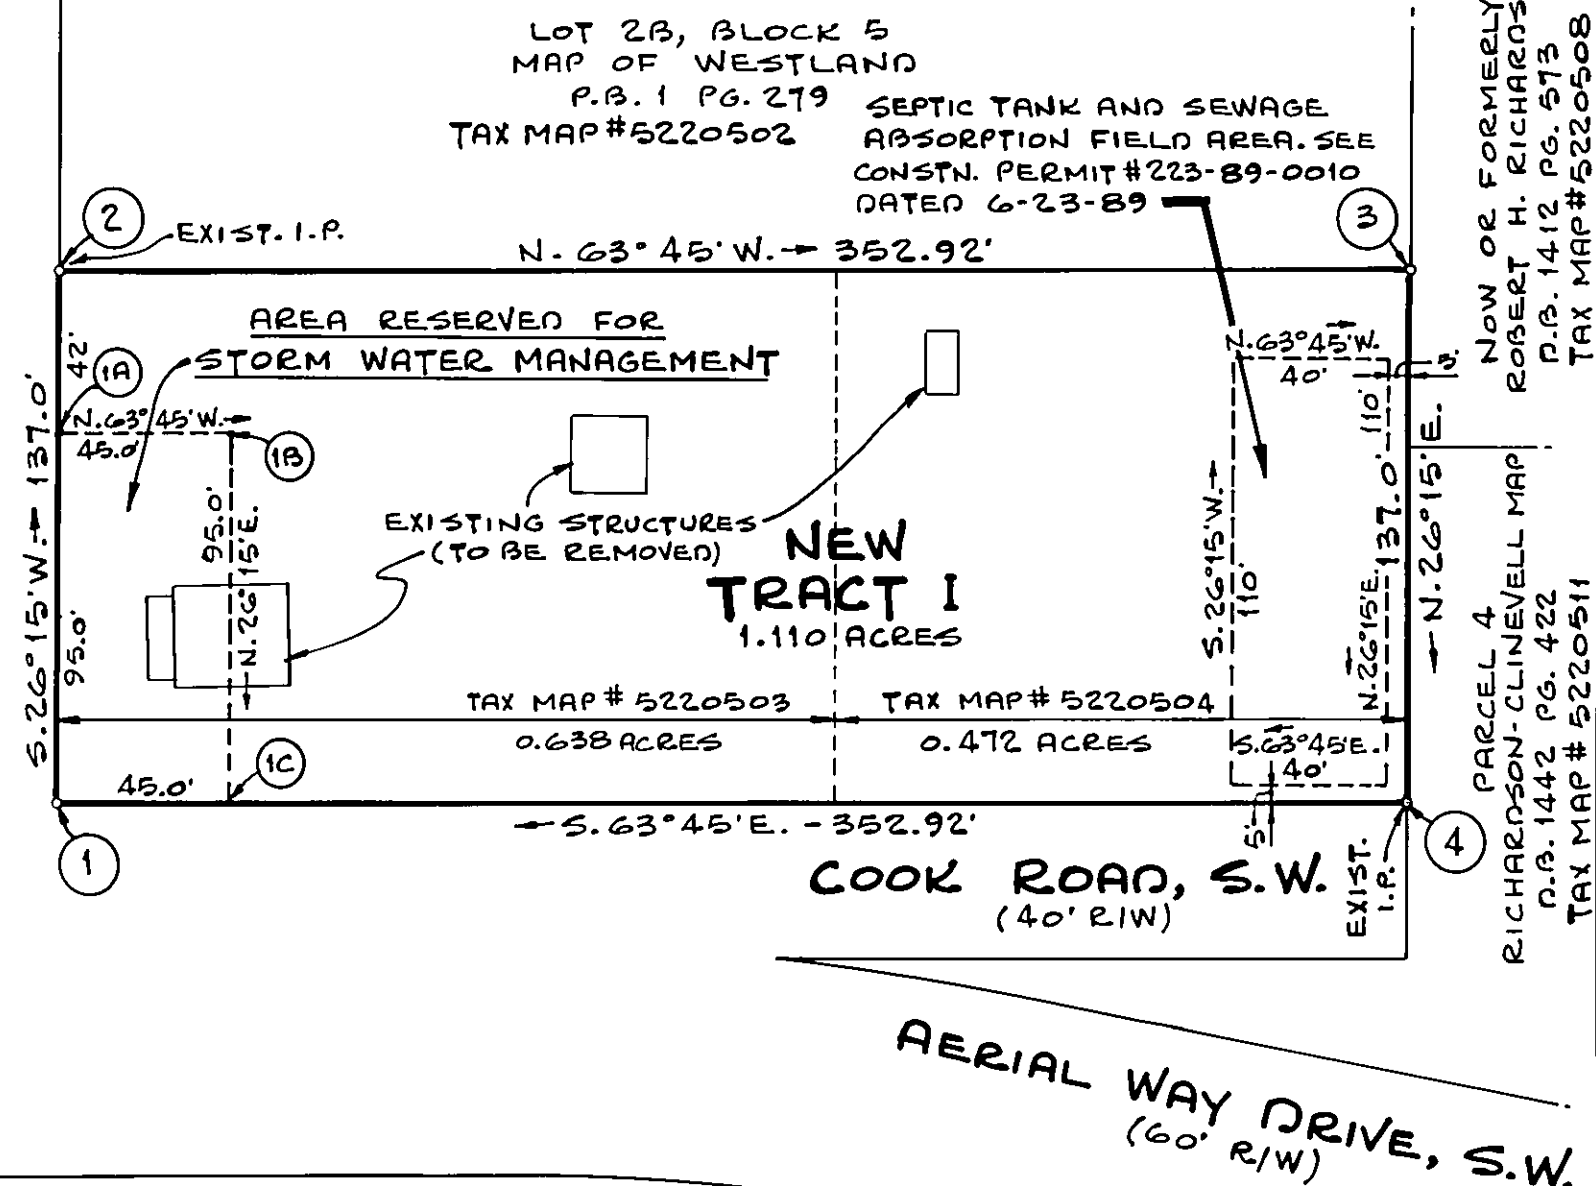 LOT 2B, BLOCK 5
MAP OF WESTLAND
P.B. 1 PG. 279
TAX MAP #5220502
SEPTIC TANK AND SEWAGE
ABSORPTION FIELD AREA. SEE
CONSTN. PERMIT #223-89-0010
DATED 6-23-89
NOW OR FORMERLY
ROBERT H. RICHARDS
D.B. 1412 PG. 573
TAX MAP #5220508
2
EXIST. I.P.
N. 63° 45' W. → 352.92'
3
AREA RESERVED FOR
STORM WATER MANAGEMENT
42'
1A
N. 63° 45' W. →
45.0'
1B
N. 63° 45' W.
40'
3'
110'
S. 26° 15' W. → 137.0'
95.0'
95.0'
N. 26° 15' E.
EXISTING STRUCTURES
(TO BE REMOVED)
NEW
TRACT I
1.110 ACRES
S. 26° 15' W. →
110'
N. 26° 15' E.
137.0'
← N. 26° 15' E.
PARCEL 4
RICHARDSON-CLINEVELL MAP
D.B. 1442 PG. 422
TAX MAP # 5220511
TAX MAP # 5220503
0.638 ACRES
TAX MAP # 5220504
0.472 ACRES
S. 63° 45' E.
40'
45.0'
1C
1
← S. 63° 45' E. - 352.92'
5'
4
EXIST.
I.P.
COOK ROAD, S.W.
(40' R/W)
AERIAL WAY DRIVE, S.W.
(60' R/W)